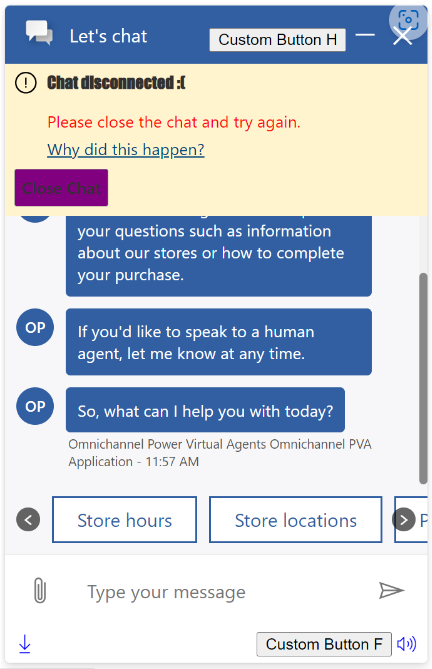 Let's chat
Custom Button H
Chat disconnected :(
Please close the chat and try again.
Why did this happen?
Close Chat
your questions such as information
about our stores or how to complete
your purchase.
OP
If you'd like to speak to a human
agent, let me know at any time.
OP
So, what can I help you with today?
Omnichannel Power Virtual Agents Omnichannel PVA
Application - 11:57 AM
Store hours
Store locations
Type your message
Custom Button F